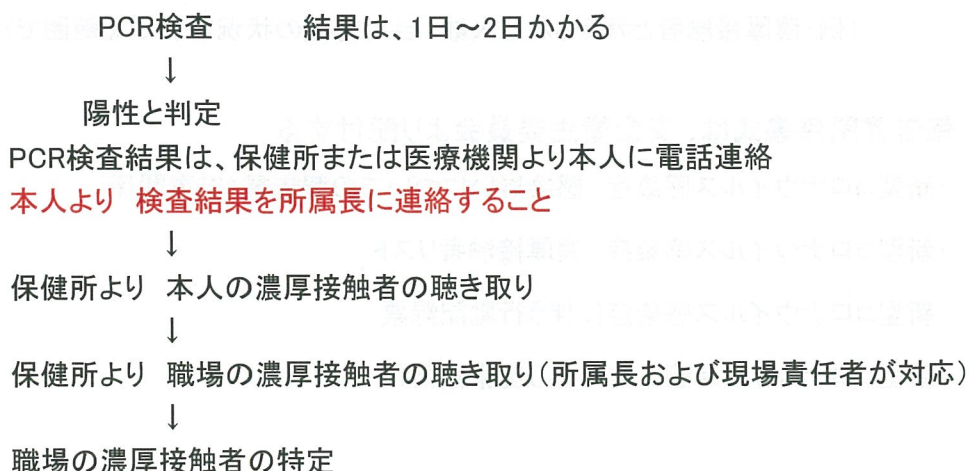 PCR検査　　結果は、1日～2日かかる
↓
陽性と判定
PCR検査結果は、保健所または医療機関より本人に電話連絡
本人より　検査結果を所属長に連絡すること
↓
保健所より　本人の濃厚接触者の聴き取り
↓
保健所より　職場の濃厚接触者の聴き取り(所属長および現場責任者が対応)
↓
職場の濃厚接触者の特定